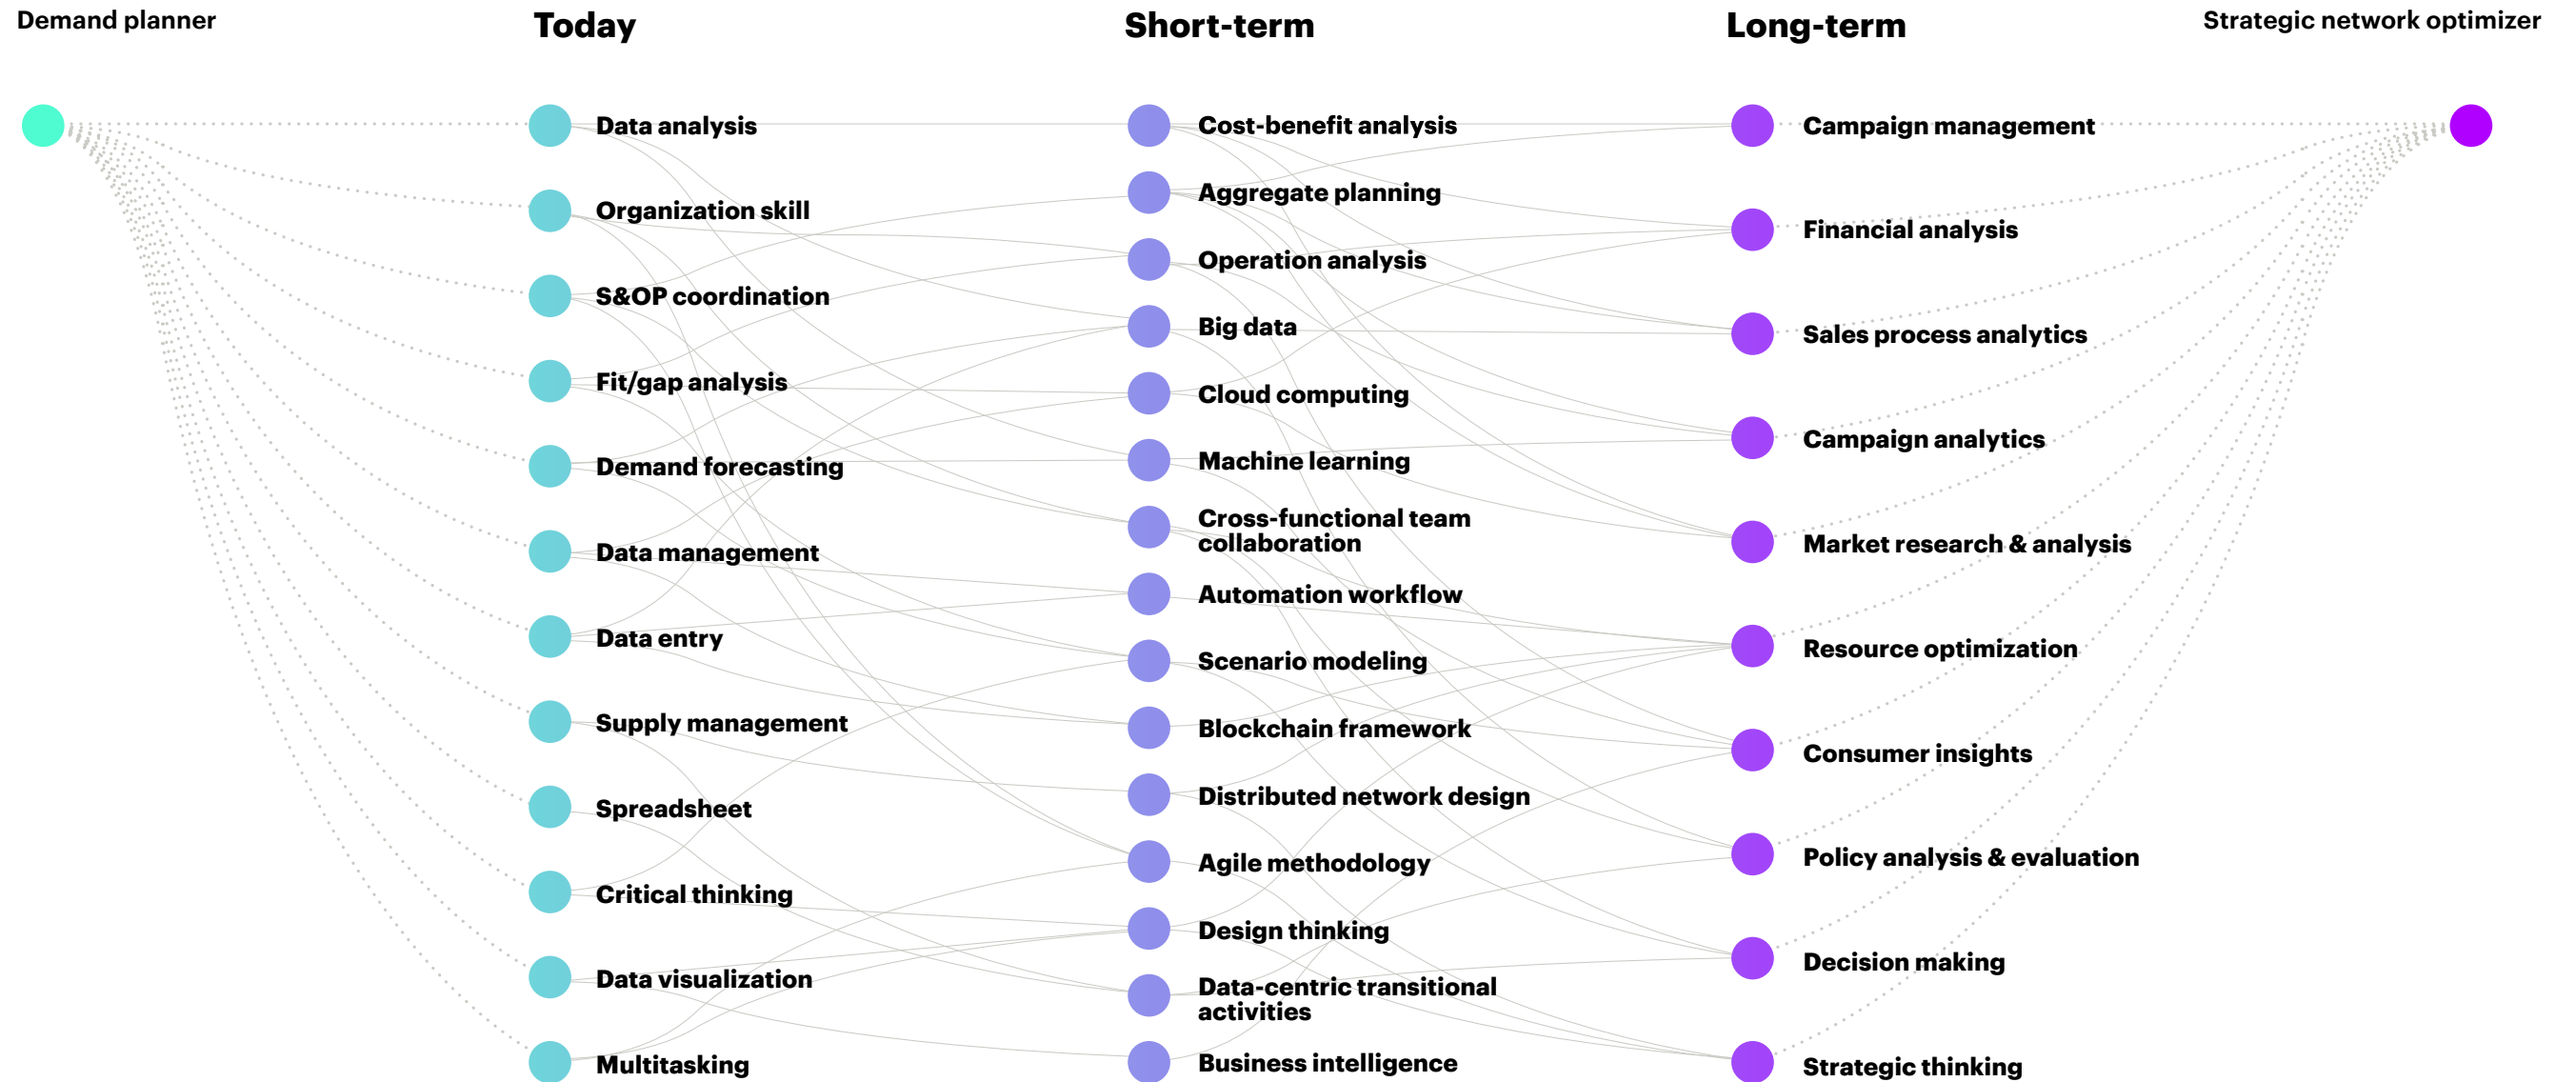 Demand planner
Today
Short-term
Long-term
Strategic network optimizer
Data analysis
Organization skill
S&OP coordination
Fit/gap analysis
Demand forecasting
Data management
Data entry
Supply management
Spreadsheet
Critical thinking
Data visualization
Multitasking
Cost-benefit analysis
Aggregate planning
Operation analysis
Big data
Cloud computing
Machine learning
Cross-functional team
collaboration
Automation workflow
Scenario modeling
Blockchain framework
Distributed network design
Agile methodology
Design thinking
Data-centric transitional
activities
Business intelligence
Campaign management
Financial analysis
Sales process analytics
Campaign analytics
Market research & analysis
Resource optimization
Consumer insights
Policy analysis & evaluation
Decision making
Strategic thinking